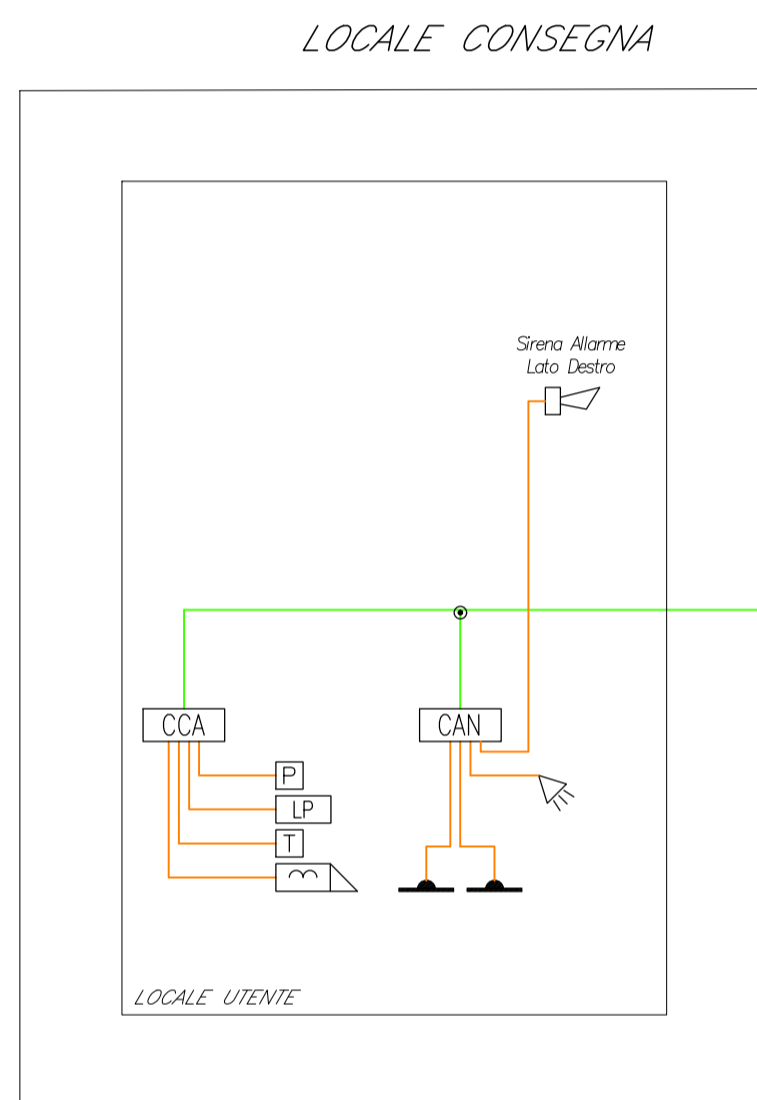 LOCALE CONSEGNA
Sirena Allarme
Lato Destro
CCA
CAN
P
LP
T
LOCALE UTENTE